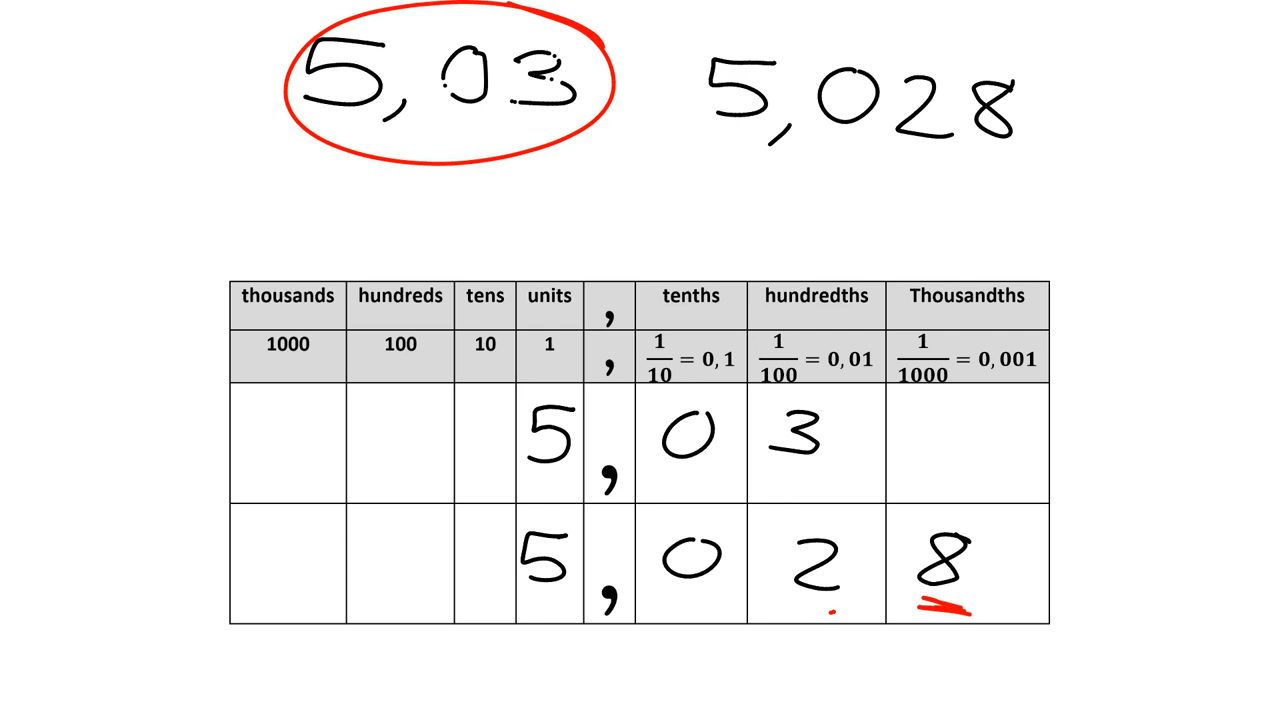 5,03 5,028
thousands hundreds tens units , tenths hundredths Thousandths
1000 100 10 1 , 1/10 = 0,1 1/100 = 0,01 1/1000 = 0,001
5 , 0 3
5 , 0 2 8